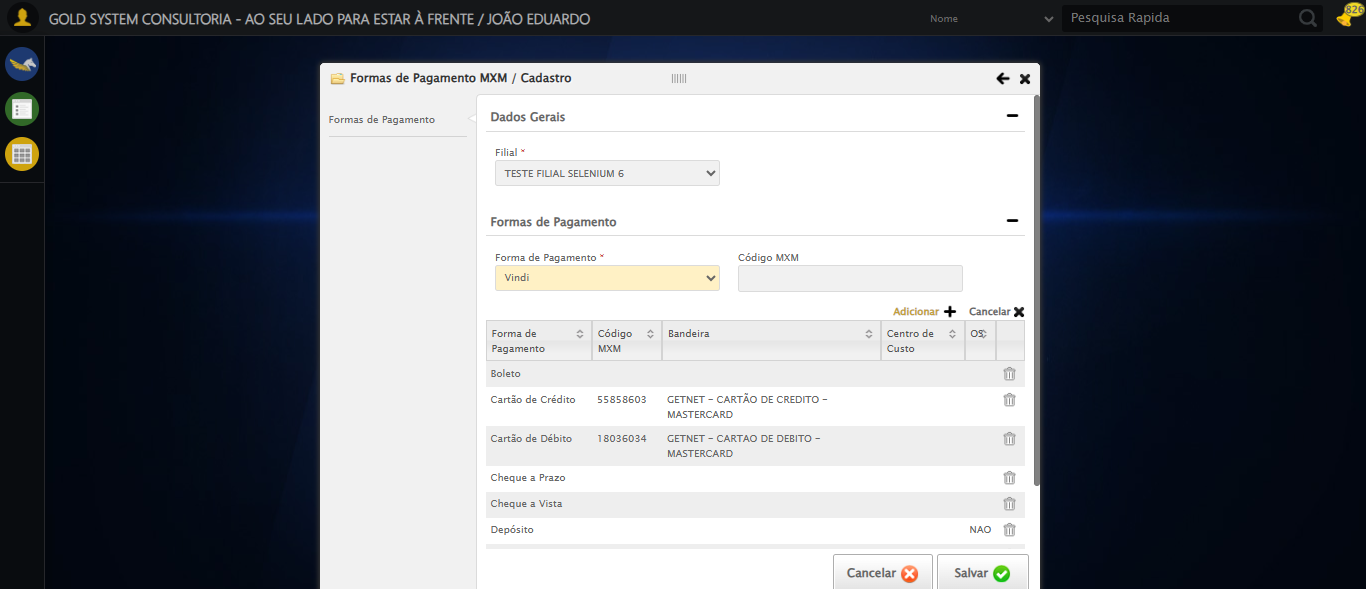 GOLD SYSTEM CONSULTORIA - AO SEU LADO PARA ESTAR À FRENTE / JOÃO EDUARDO
Nome
Pesquisa Rapida
826
Formas de Pagamento MXM / Cadastro
Formas de Pagamento
Dados Gerais
Filial *
TESTE FILIAL SELENIUM 6
Formas de Pagamento
Forma de Pagamento * Código MXM
Vindi
Adicionar Cancelar
Forma de Pagamento Código MXM Bandeira Centro de Custo OS
Boleto
Cartão de Crédito 55858603 GETNET - CARTÃO DE CREDITO - MASTERCARD
Cartão de Débito 18036034 GETNET - CARTAO DE DEBITO - MASTERCARD
Cheque a Prazo
Cheque a Vista
Depósito NAO
Cancelar Salvar